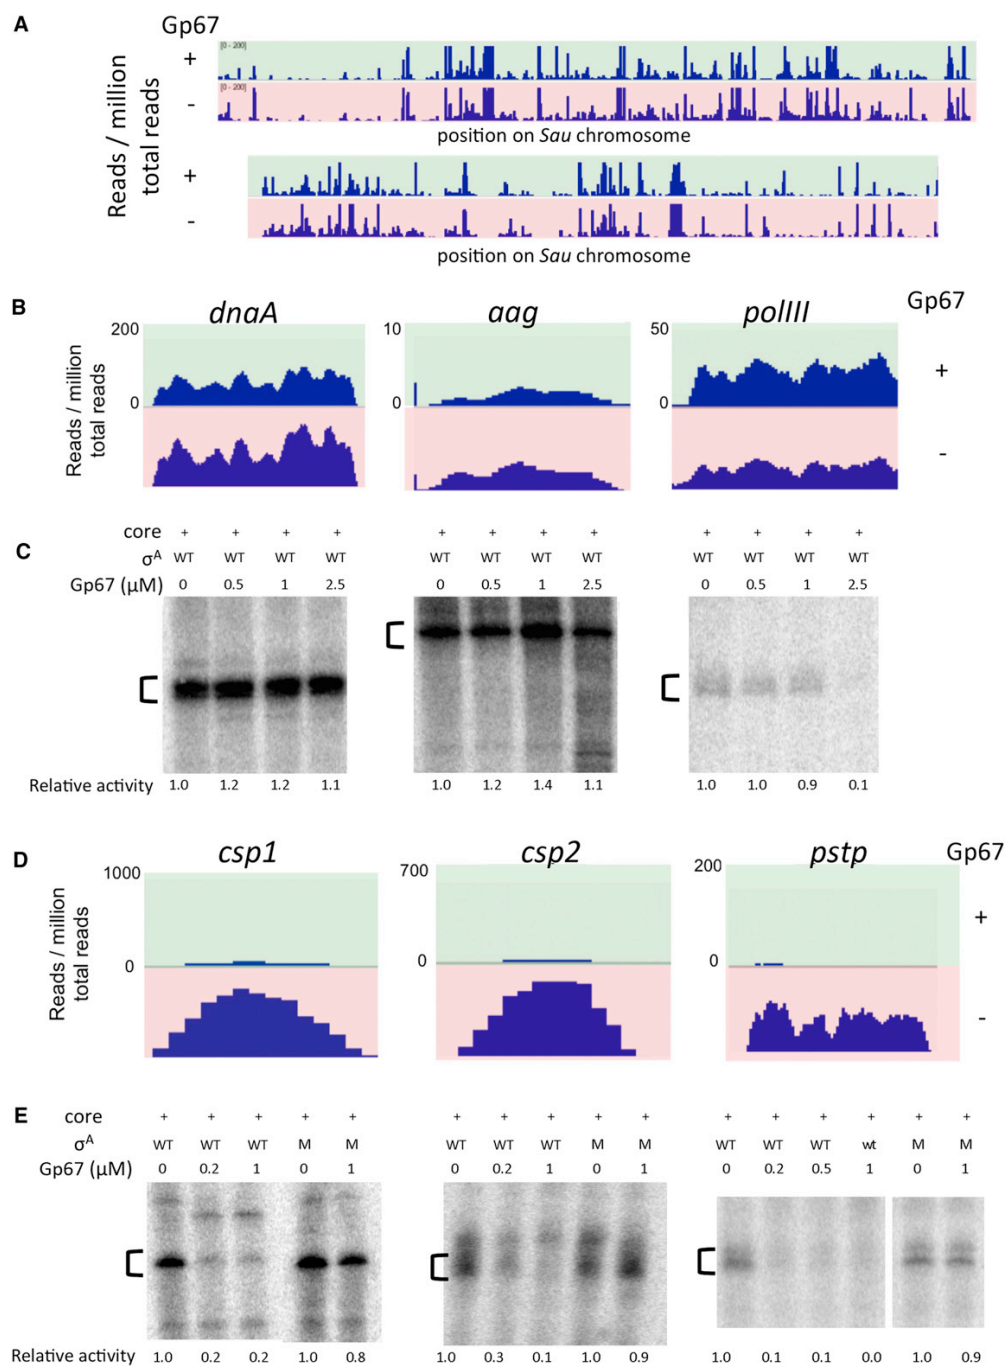 A
Gp67
Reads / million
total reads
+
[0 - 200]
-
[0 - 200]
position on Sau chromosome
+
-
position on Sau chromosome
B
dnaA aag polIII Gp67
Reads / million
total reads
200 10 50
+
0 0 0
-
C
core + + + + + + + + + + + +
σA WT WT WT WT WT WT WT WT WT WT WT WT
Gp67 (μM) 0 0.5 1 2.5 0 0.5 1 2.5 0 0.5 1 2.5
Relative activity 1.0 1.2 1.2 1.1 1.0 1.2 1.4 1.1 1.0 1.0 0.9 0.1
D
csp1 csp2 pstp Gp67
Reads / million
total reads
1000 700 200
+
0 0 0
-
E
core + + + + + + + + + + + + + + + +
σA WT WT WT M M WT WT WT M M WT WT WT wt M M
Gp67 (μM) 0 0.2 1 0 1 0 0.2 1 0 1 0 0.2 0.5 1 0 1
Relative activity 1.0 0.2 0.2 1.0 0.8 1.0 0.3 0.1 1.0 0.9 1.0 0.1 0.1 0.0 1.0 0.9